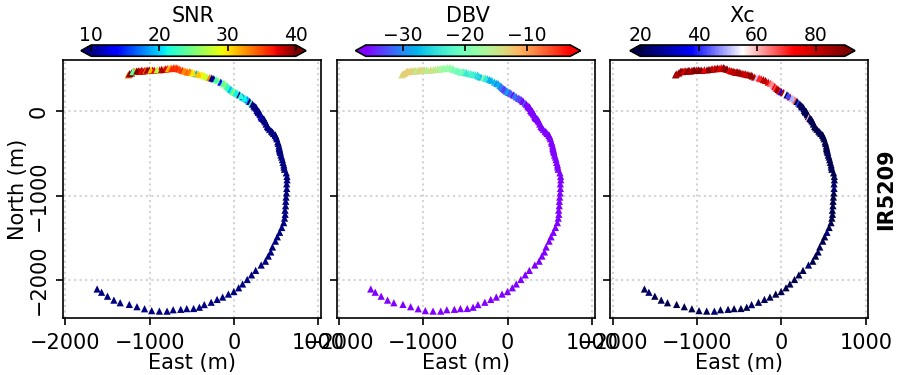 SNR DBV Xc
10 20 30 40 −30 −20 −10 20 40 60 80
North (m)
0
−1000
−2000
IR5209
−2000 −1000 0 1000 −2000 −1000 0 1000 −2000 −1000 0 1000
East (m) East (m) East (m)